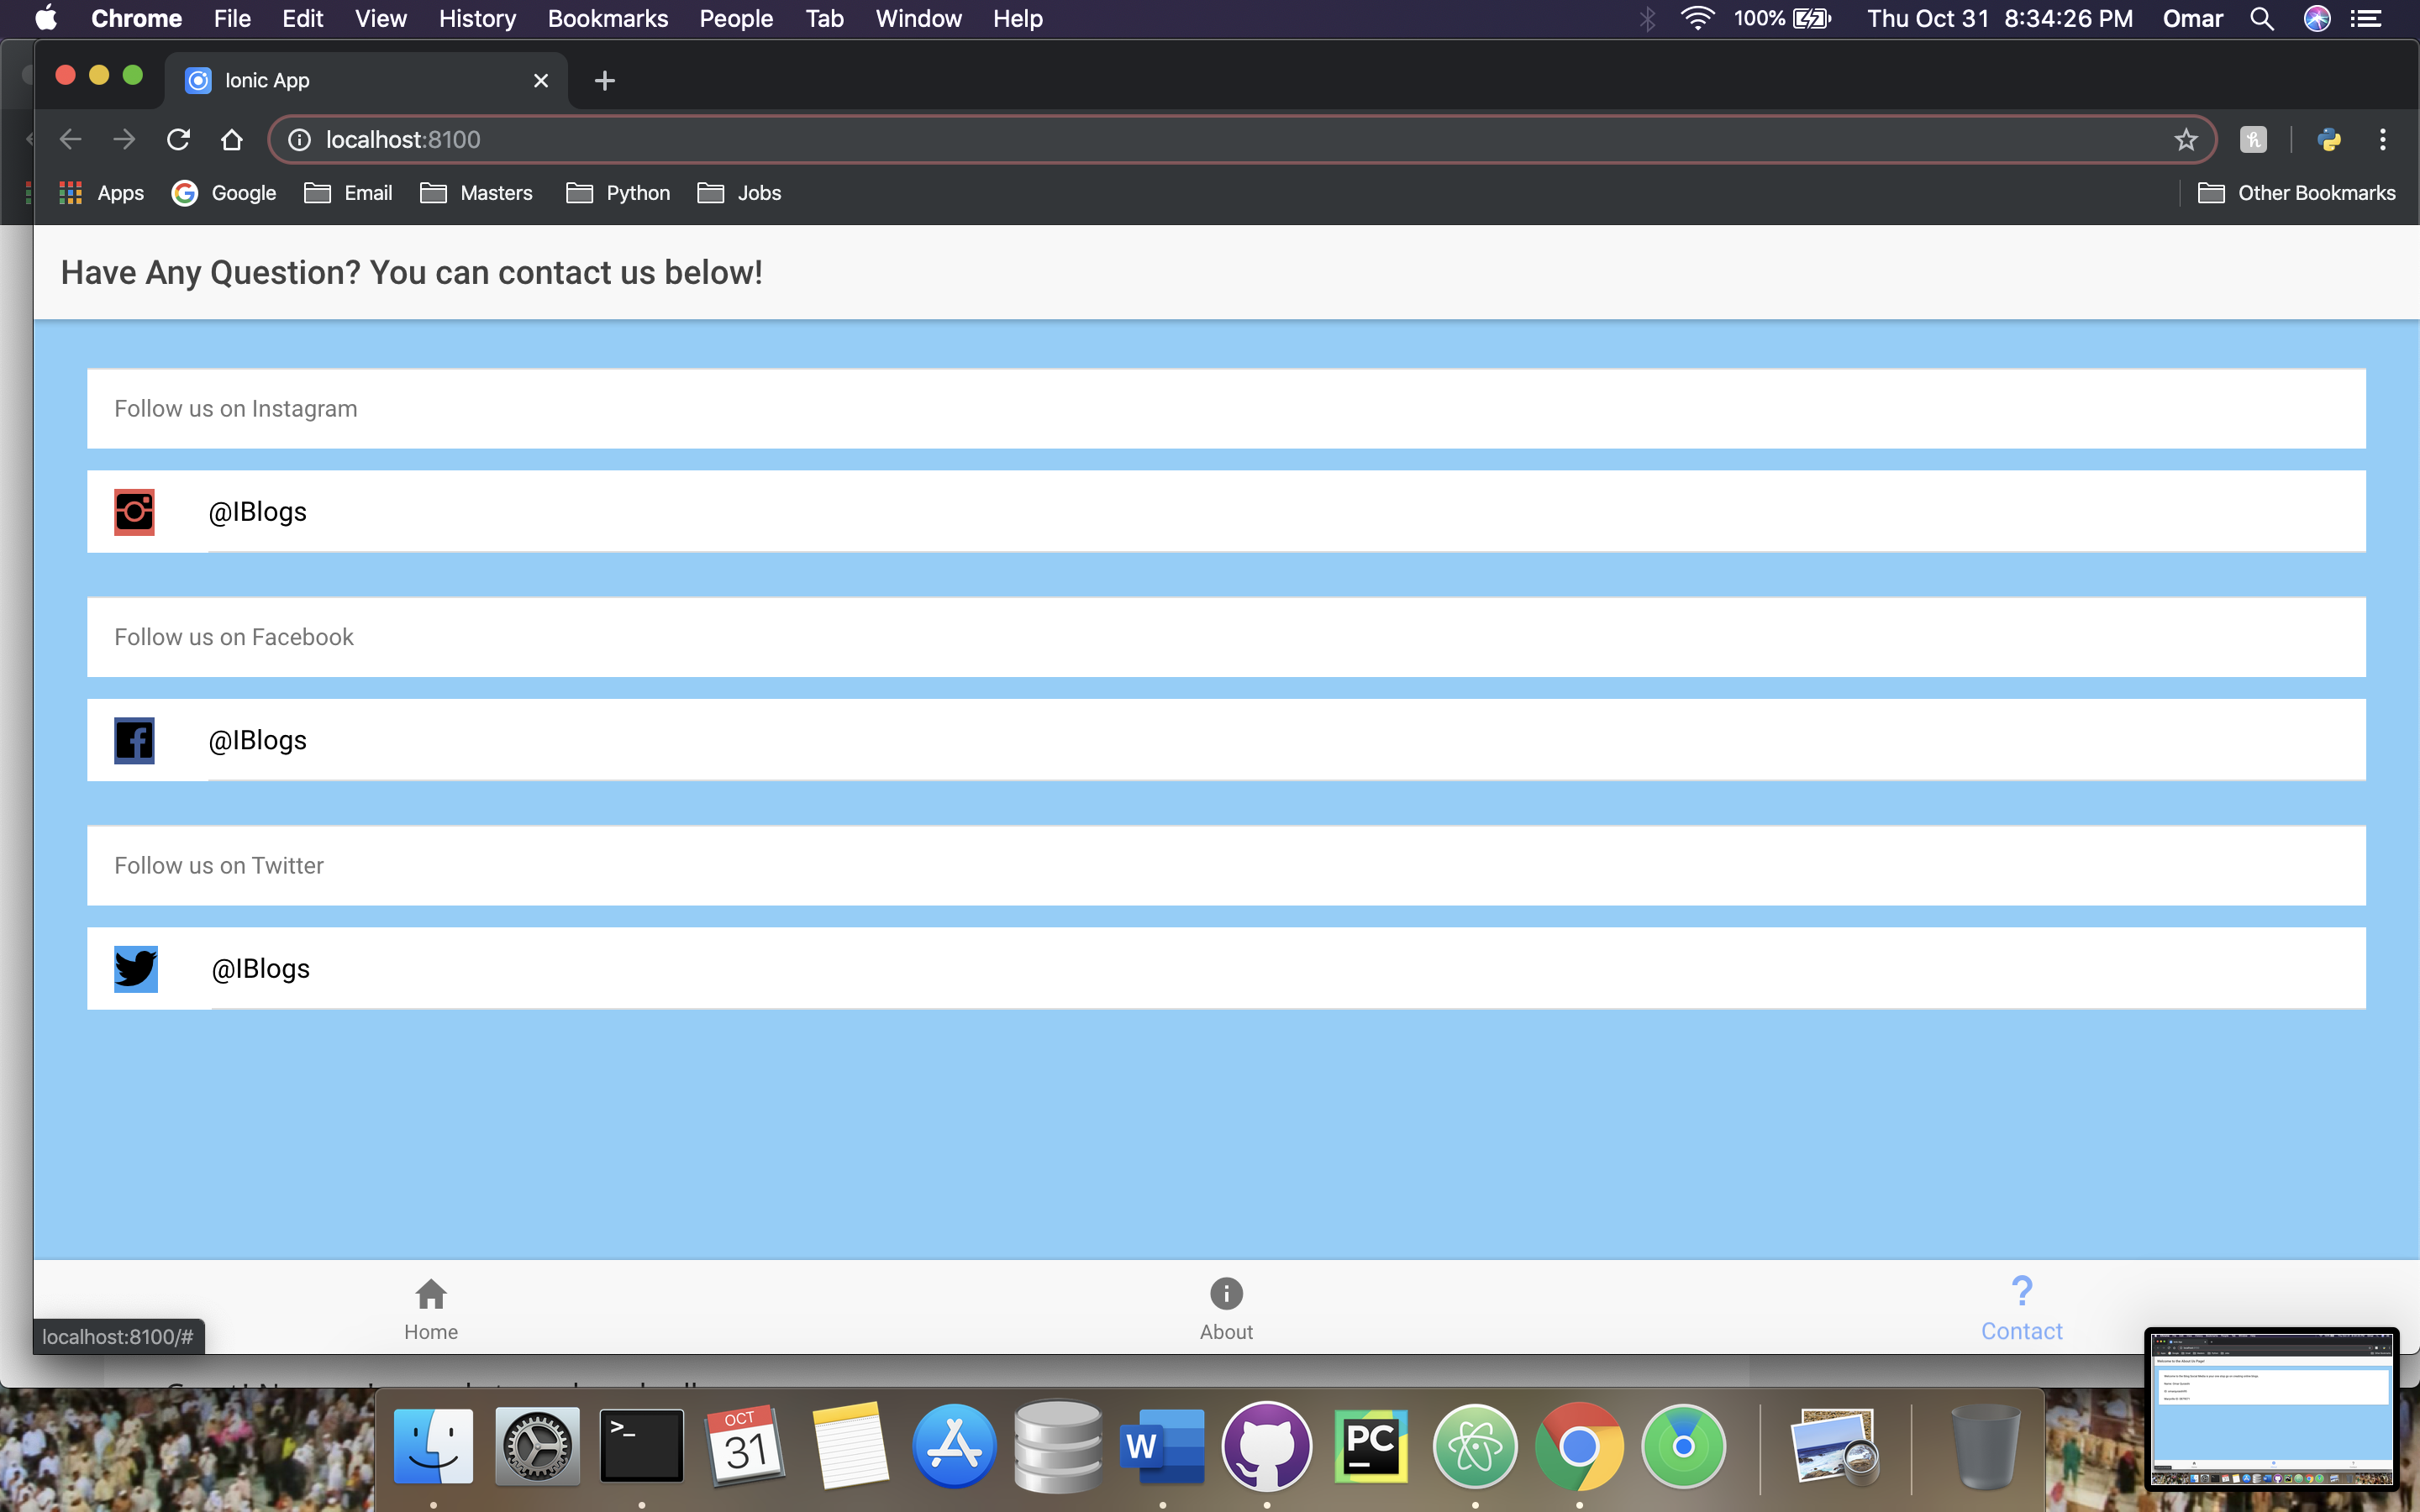 Chrome File Edit View History Bookmarks People Tab Window Help 100% Thu Oct 31 8:34:26 PM Omar
Ionic App
localhost:8100
Apps Google Email Masters Python Jobs Other Bookmarks
Have Any Question? You can contact us below!
Follow us on Instagram
@IBlogs
Follow us on Facebook
@IBlogs
Follow us on Twitter
@IBlogs
Home About Contact
localhost:8100/#
OCT
31
W
PC